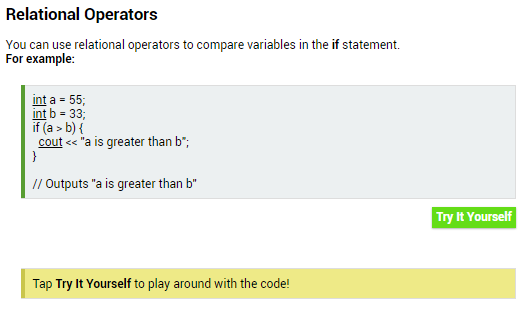 Relational Operators
You can use relational operators to compare variables in the if statement.
For example:
int a = 55;
int b = 33;
if (a > b) {
  cout << "a is greater than b";
}
// Outputs "a is greater than b"
Try It Yourself
Tap Try It Yourself to play around with the code!